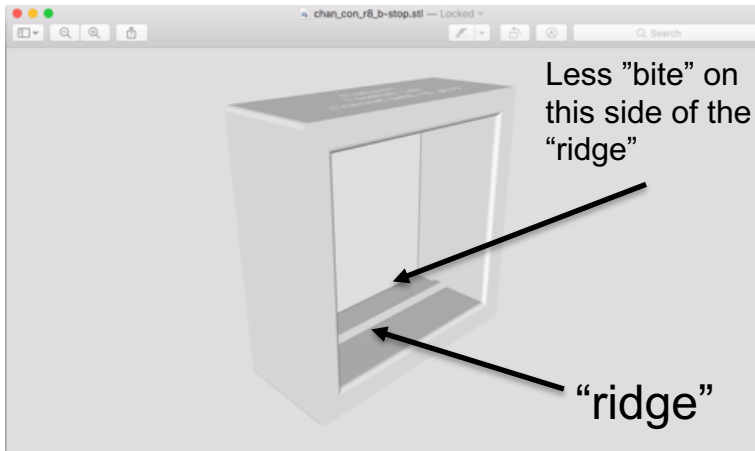 chan_con_r8_b-stop.stl — Locked
Search
Less ”bite” on
this side of the
“ridge”
“ridge”